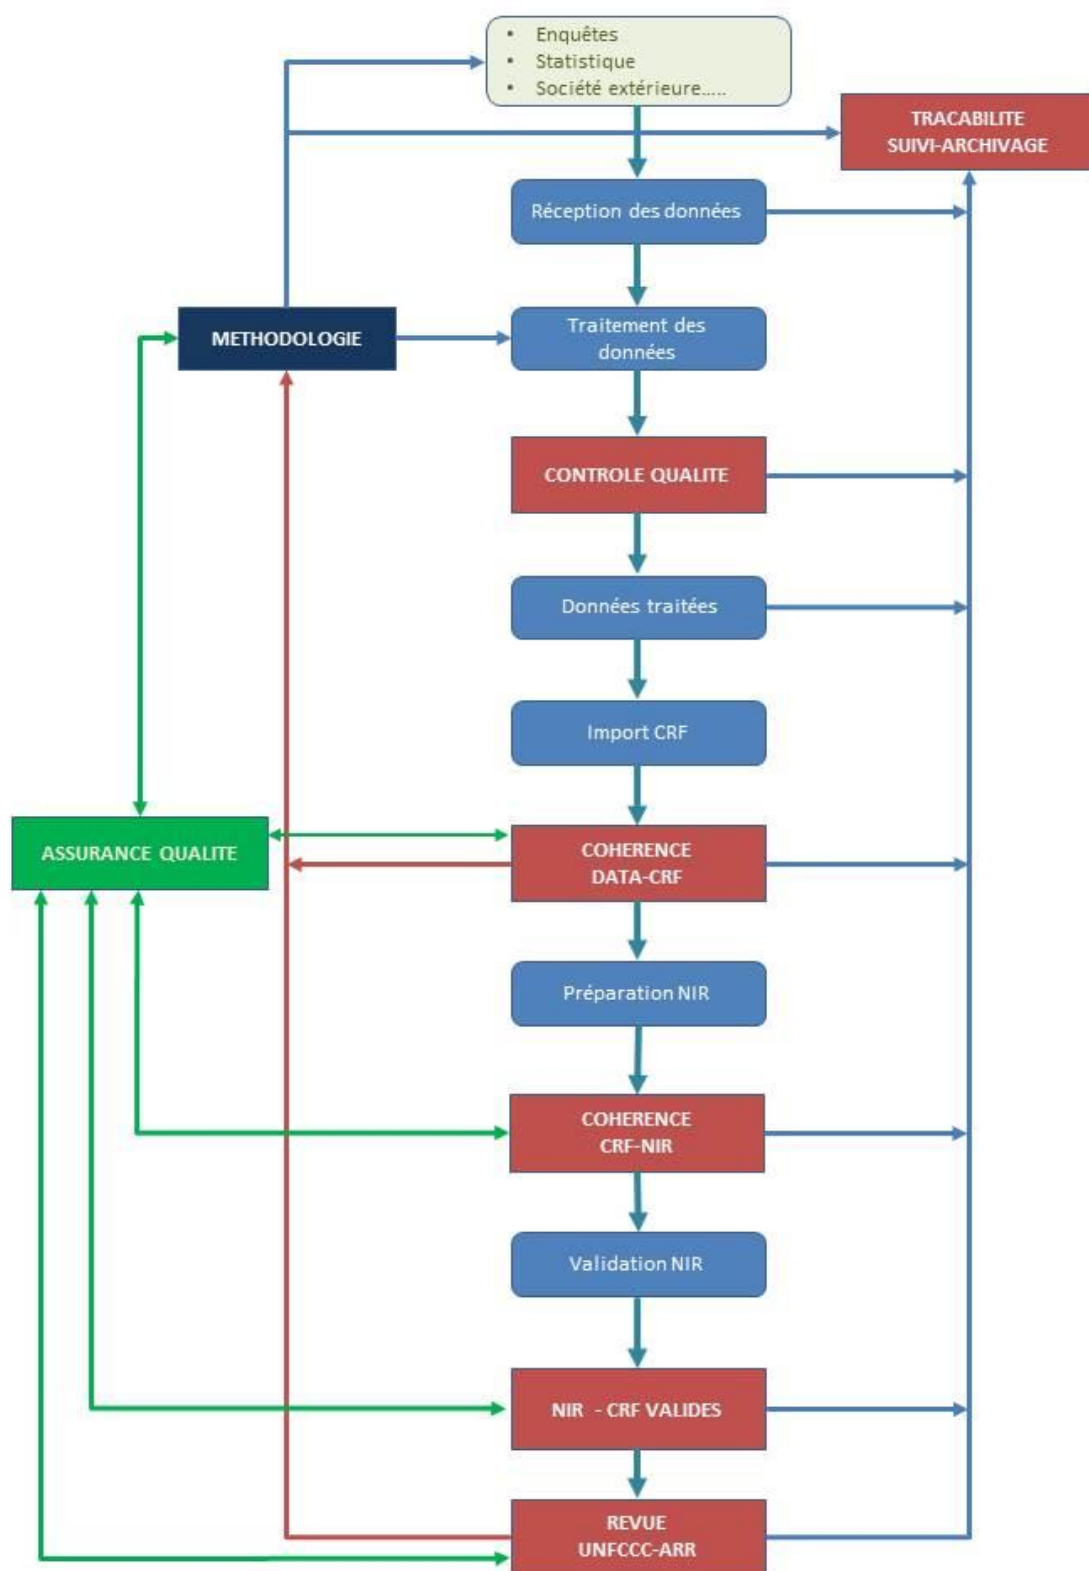 • Enquêtes
• Statistique
• Société extérieure.....
TRACABILITE
SUIVI-ARCHIVAGE
Réception des données
METHODOLOGIE
Traitement des
données
CONTROLE QUALITE
Données traitées
Import CRF
ASSURANCE QUALITE
COHERENCE
DATA-CRF
Préparation NIR
COHERENCE
CRF-NIR
Validation NIR
NIR - CRF VALIDES
REVUE
UNFCCC-ARR